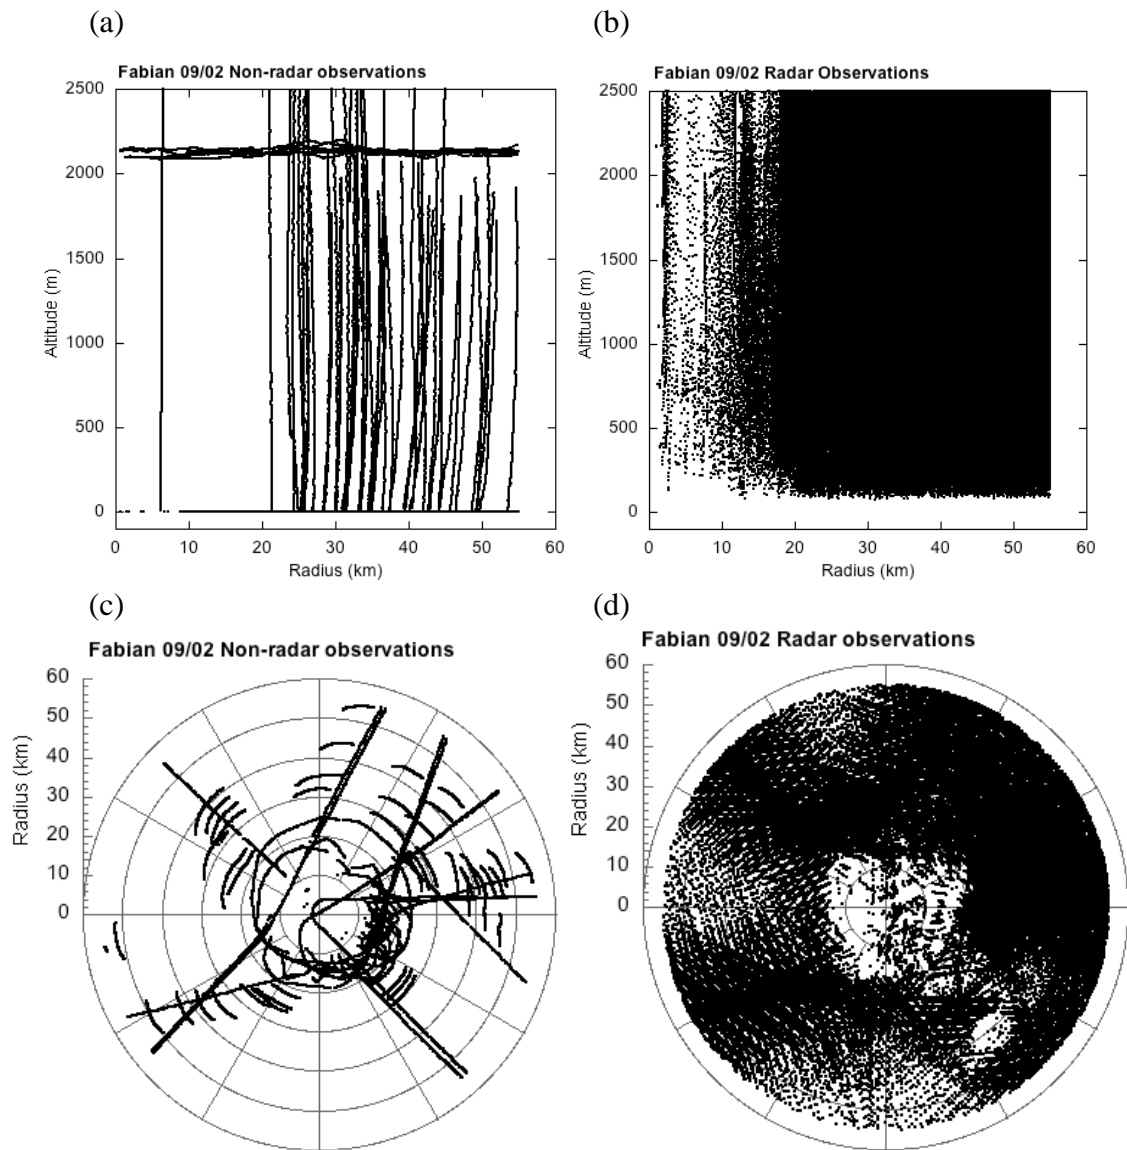 (a)
(b)
Fabian 09/02 Non-radar observations
Fabian 09/02 Radar Observations
2500
2000
1500
1000
500
0
Altitude (m)
0 10 20 30 40 50 60
Radius (km)
2500
2000
1500
1000
500
0
Altitude (m)
0 10 20 30 40 50 60
Radius (km)
(c)
(d)
Fabian 09/02 Non-radar observations
Fabian 09/02 Radar observations
60
50
40
30
20
10
0
Radius (km)
60
50
40
30
20
10
0
Radius (km)